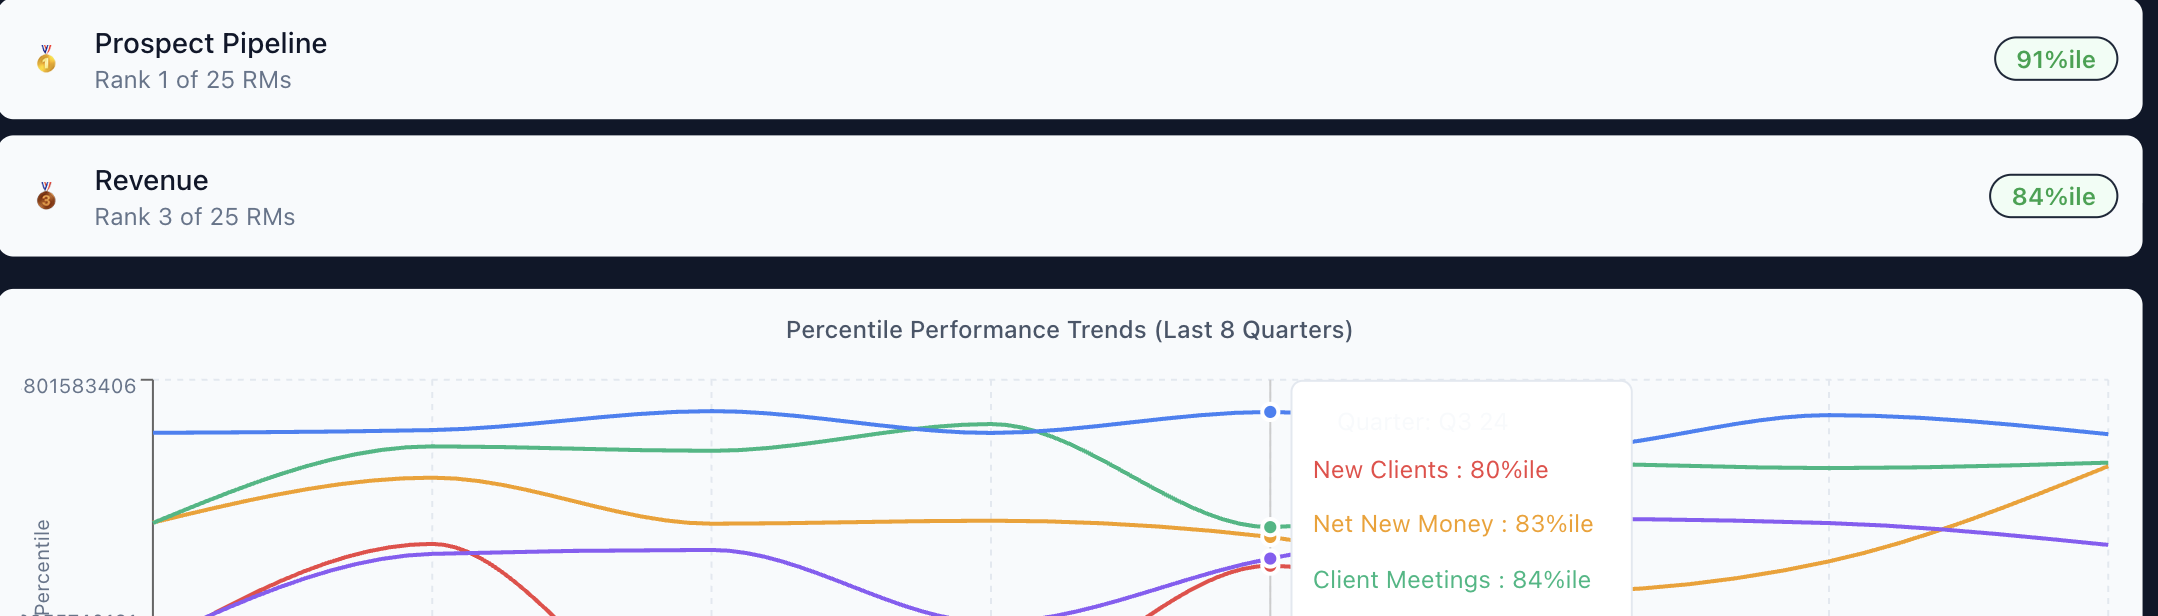 1
Prospect Pipeline
Rank 1 of 25 RMs
91%ile
3
Revenue
Rank 3 of 25 RMs
84%ile
Percentile Performance Trends (Last 8 Quarters)
801583406
Percentile
Quarter: Q3 24
New Clients : 80%ile
Net New Money : 83%ile
Client Meetings : 84%ile